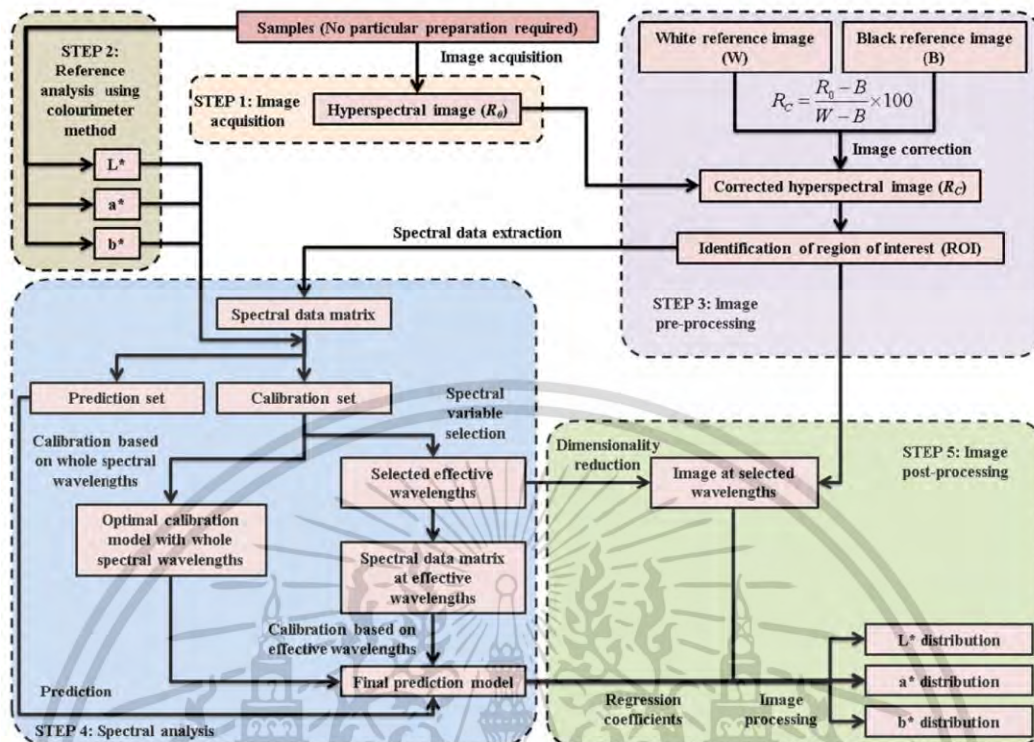 Samples (No particular preparation required)
STEP 2:
Reference
analysis using
colourimeter
method
L*
a*
b*
Image acquisition
STEP 1: Image
acquisition
Hyperspectral image (R₀)
White reference image
(W)
Black reference image
(B)
R_C = (R_0 − B) / (W − B) × 100
Image correction
Corrected hyperspectral image (R_C)
Identification of region of interest (ROI)
STEP 3: Image
pre-processing
Spectral data extraction
Spectral data matrix
Prediction set
Calibration set
Spectral
variable
selection
Calibration based
on whole spectral
wavelengths
Selected effective
wavelengths
Optimal calibration
model with whole
spectral wavelengths
Spectral data matrix
at effective
wavelengths
Calibration based on
effective wavelengths
Final prediction model
Prediction
STEP 4: Spectral analysis
Dimensionality
reduction
Image at selected
wavelengths
STEP 5: Image
post-processing
Regression
coefficients
Image
processing
L* distribution
a* distribution
b* distribution